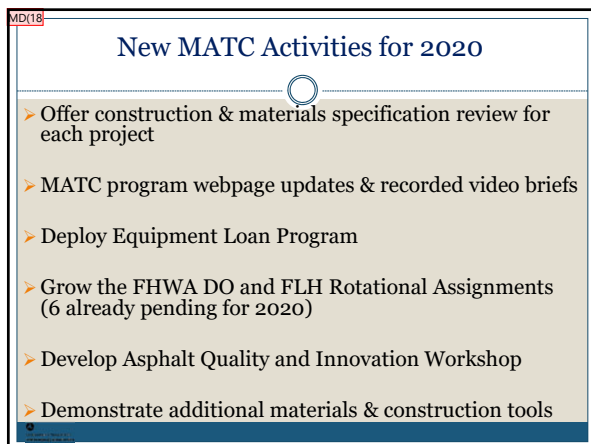 MD(18
New MATC Activities for 2020
➢ Offer construction & materials specification review for
each project
➢ MATC program webpage updates & recorded video briefs
➢ Deploy Equipment Loan Program
➢ Grow the FHWA DO and FLH Rotational Assignments
(6 already pending for 2020)
➢ Develop Asphalt Quality and Innovation Workshop
➢ Demonstrate additional materials & construction tools